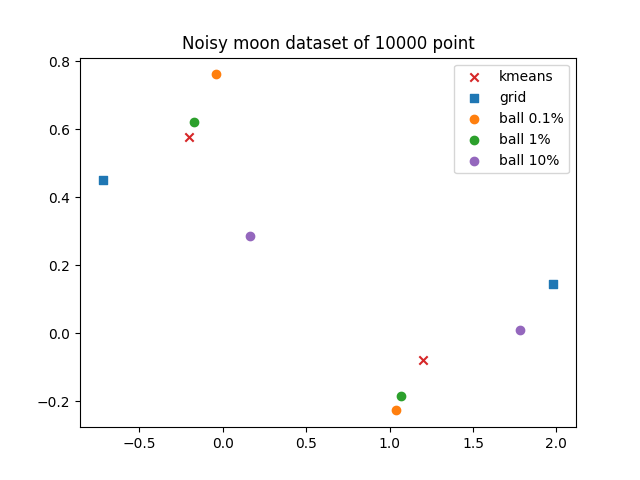 Noisy moon dataset of 10000 point
kmeans
grid
ball 0.1%
ball 1%
ball 10%
0.8
0.6
0.4
0.2
0.0
−0.2
−0.5 0.0 0.5 1.0 1.5 2.0